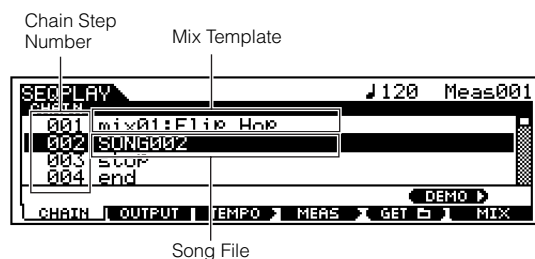 Chain Step
Number
Mix Template
SEQPLAY ♩120 Meas001
CHAIN
001 mix01:Flip Hop
002 SONG002
003 stop
004 end
DEMO
CHAIN OUTPUT TEMPO MEAS GET MIX
Song File